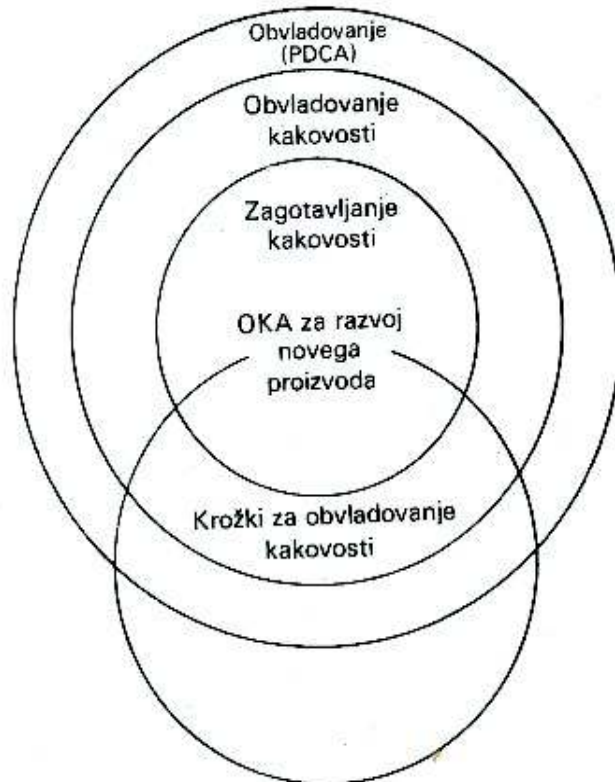 Obvladovanje
(PDCA)
Obvladovanje
kakovosti
Zagotavljanje
kakovosti
OKA za razvoj
novega
proizvoda
Krožki za obvladovanje
kakovosti